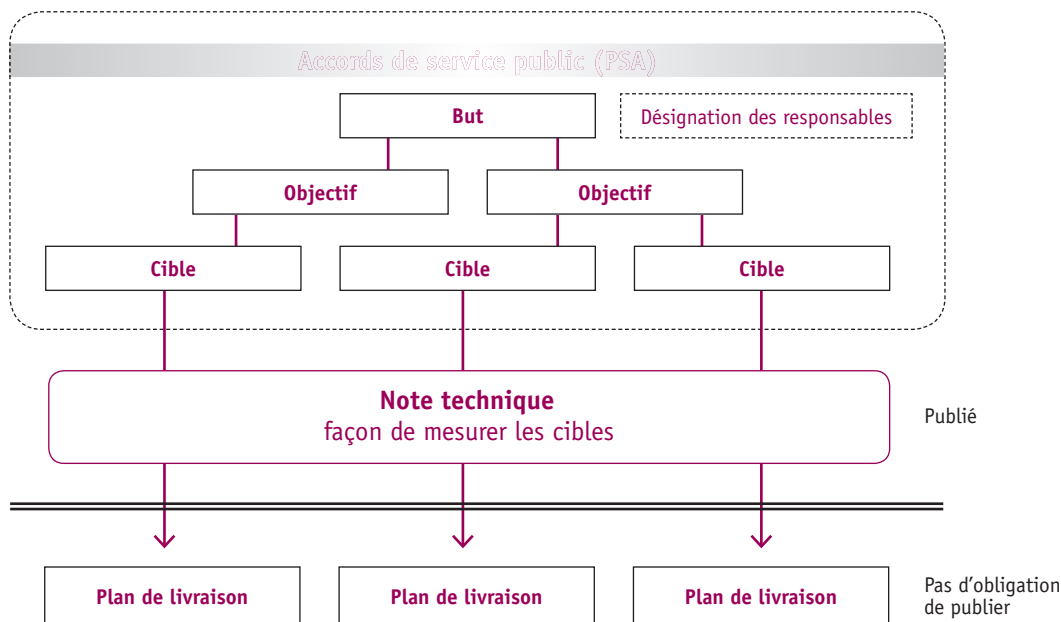 Accords de service public (PSA)
But
Désignation des responsables
Objectif
Objectif
Cible
Cible
Cible
Note technique
façon de mesurer les cibles
Publié
Plan de livraison
Plan de livraison
Plan de livraison
Pas d'obligation
de publier